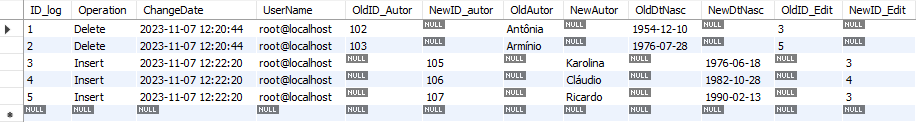 ID_log Operation ChangeDate UserName OldID_Autor NewID_autor OldAutor NewAutor OldDtNasc NewDtNasc OldID_Edit NewID_Edit
1 Delete 2023-11-07 12:20:44 root@localhost 102 NULL Antônia NULL 1954-12-10 NULL 3 NULL
2 Delete 2023-11-07 12:20:44 root@localhost 103 NULL Armínio NULL 1976-07-28 NULL 5 NULL
3 Insert 2023-11-07 12:22:20 root@localhost NULL 105 NULL Karolina NULL 1976-06-18 NULL 3
4 Insert 2023-11-07 12:22:20 root@localhost NULL 106 NULL Cláudio NULL 1982-10-28 NULL 4
5 Insert 2023-11-07 12:22:20 root@localhost NULL 107 NULL Ricardo NULL 1990-02-13 NULL 3
NULL NULL NULL NULL NULL NULL NULL NULL NULL NULL NULL NULL